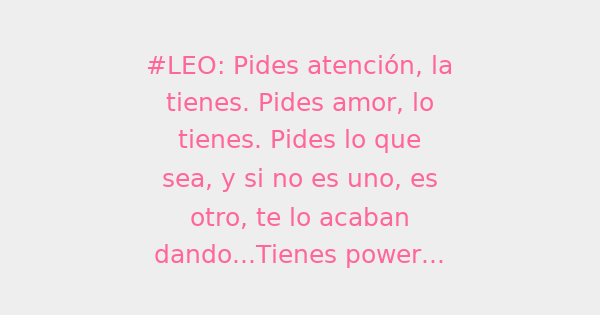 #LEO: Pides atención, la
tienes. Pides amor, lo
tienes. Pides lo que
sea, y si no es uno, es
otro, te lo acaban
dando...Tienes power...